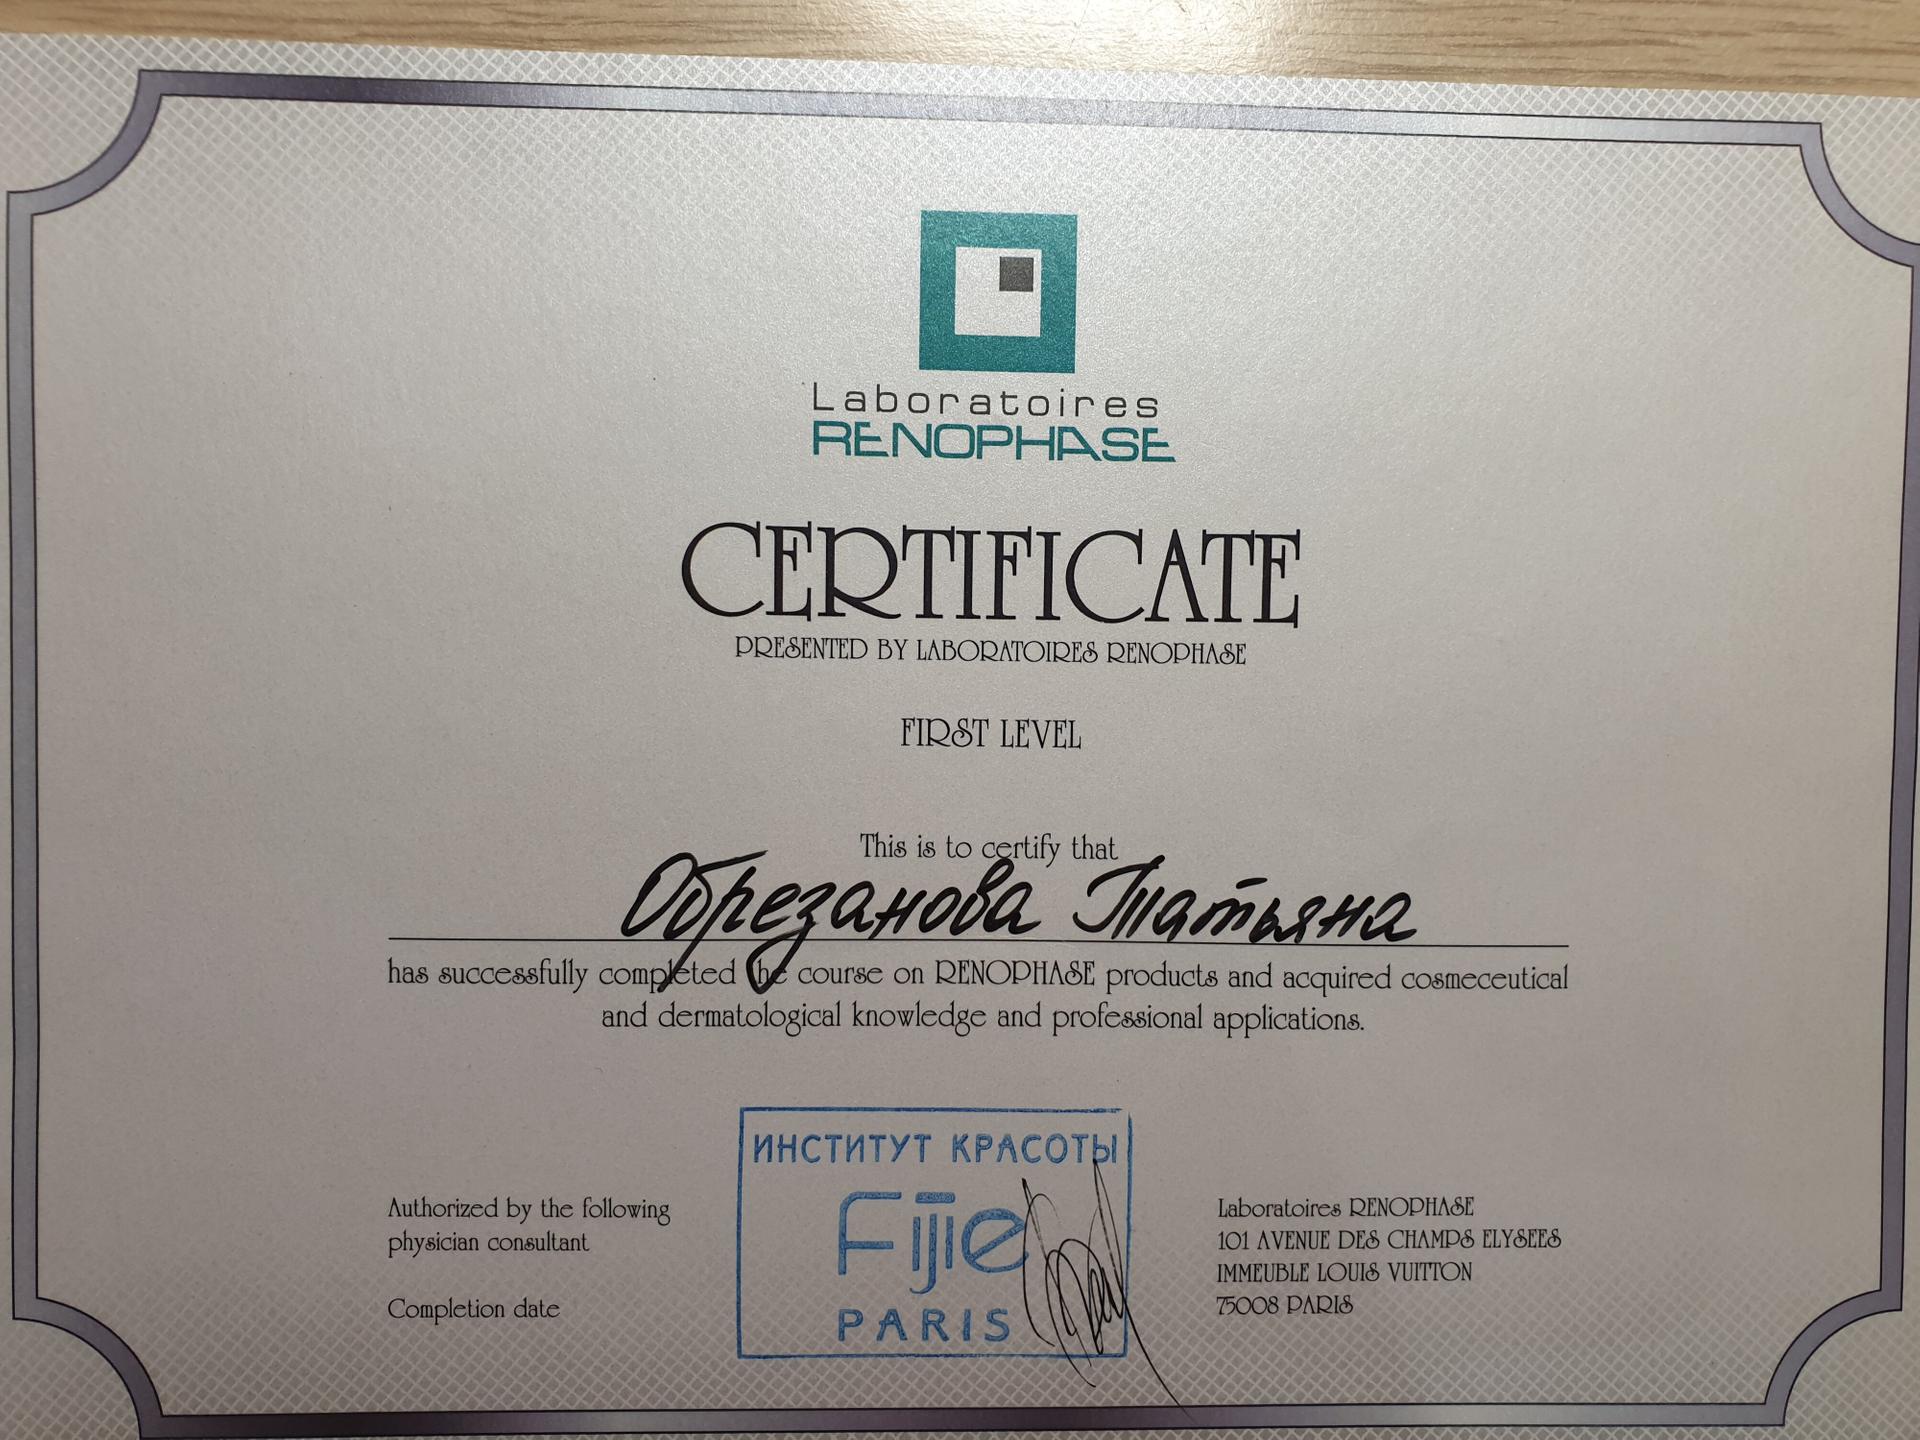 Laboratoires
RENOPHASE
CERTIFICATE
PRESENTED BY LABORATOIRES RENOPHASE
FIRST LEVEL
This is to certify that
Обрезанова Татьяна
has successfully completed the course on RENOPHASE products and acquired cosmeceutical
and dermatological knowledge and professional applications.
Authorized by the following
physician consultant
Completion date
ИНСТИТУТ КРАСОТЫ
Fijie
PARIS
Laboratoires RENOPHASE
101 AVENUE DES CHAMPS ELYSEES
IMMEUBLE LOUIS VUITTON
75008 PARIS